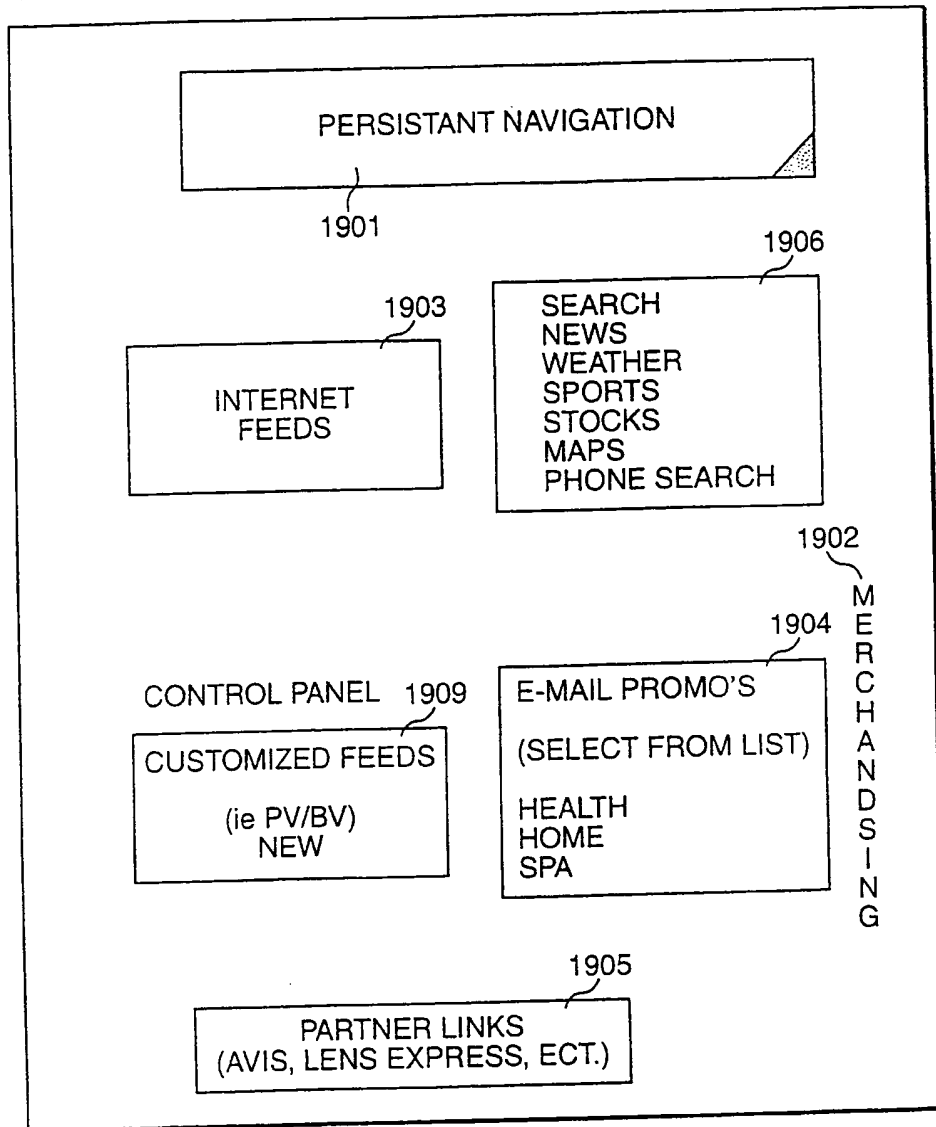 PERSISTANT NAVIGATION
1901
1906
SEARCH
NEWS
WEATHER
SPORTS
STOCKS
MAPS
PHONE SEARCH
1903
INTERNET
FEEDS
1902
MERCHANDSING
1904
E-MAIL PROMO'S
(SELECT FROM LIST)
HEALTH
HOME
SPA
CONTROL PANEL
1909
CUSTOMIZED FEEDS
(ie PV/BV)
NEW
1905
PARTNER LINKS
(AVIS, LENS EXPRESS, ECT.)